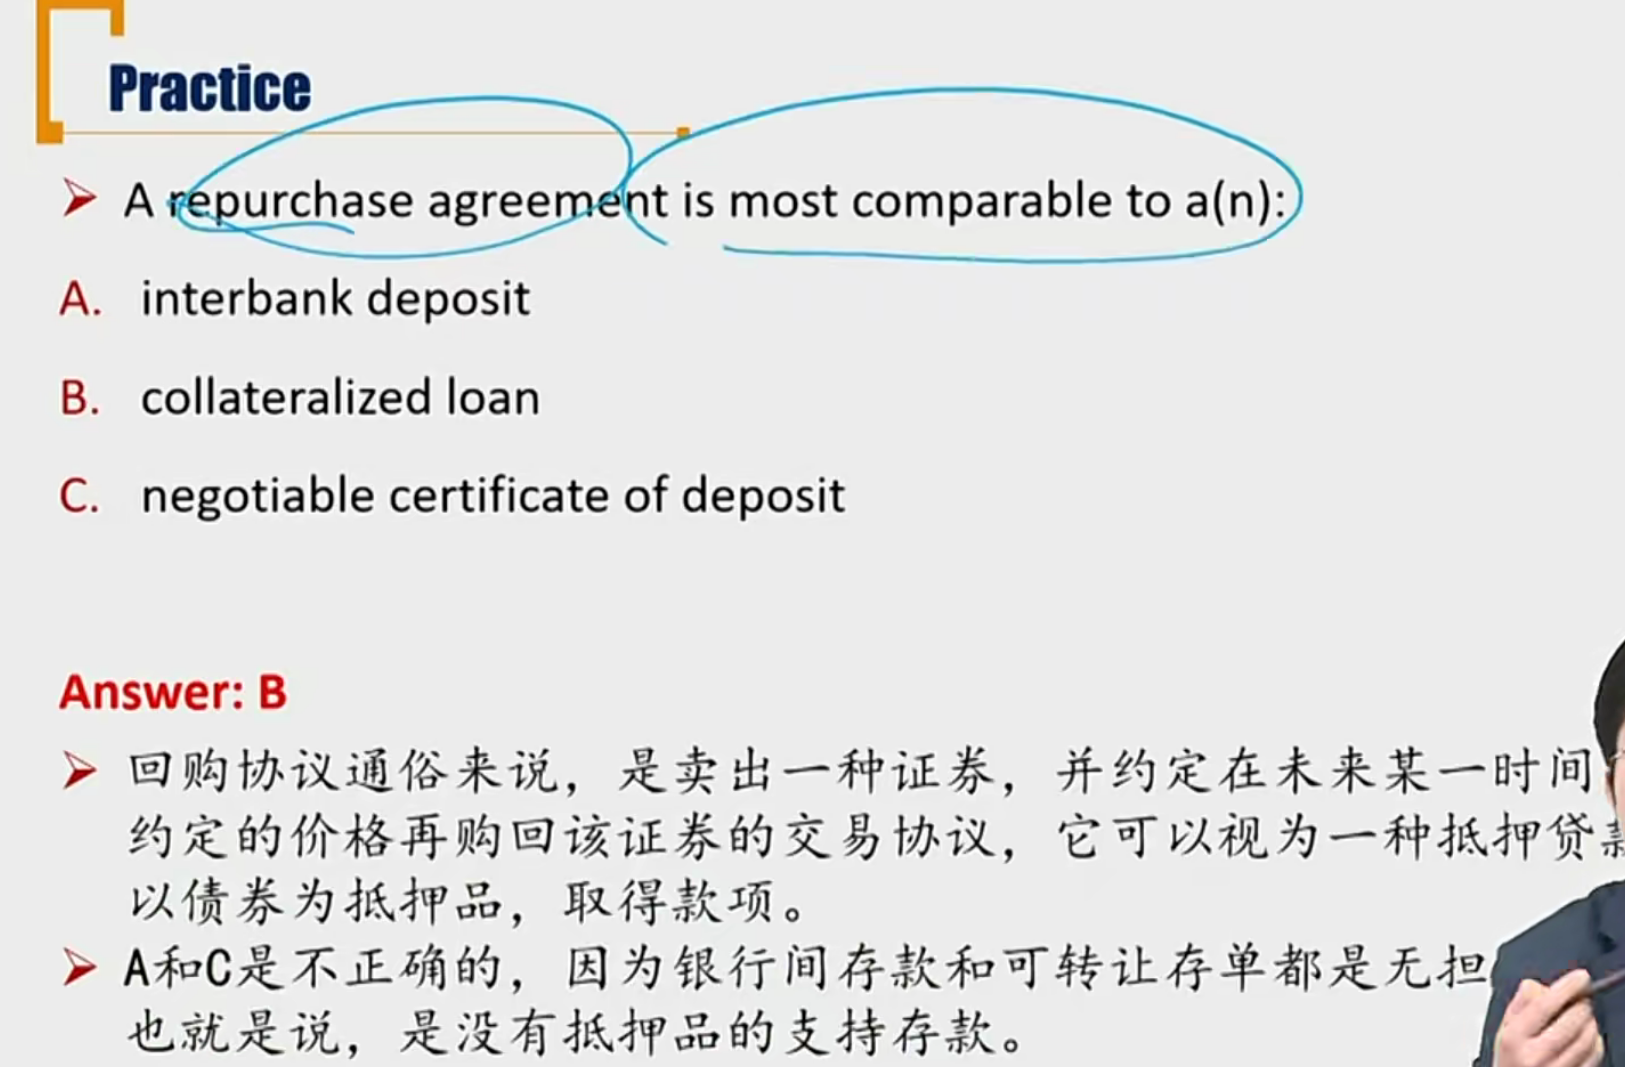 Practice
A repurchase agreement is most comparable to a(n):
A. interbank deposit
B. collateralized loan
C. negotiable certificate of deposit
Answer: B
回购协议通俗来说，是卖出一种证券，并约定在未来某一时间
约定的价格再购回该证券的交易协议，它可以视为一种抵押贷
以债券为抵押品，取得款项。
A和C是不正确的，因为银行间存款和可转让存单都是无担
也就是说，是没有抵押品的支持存款。